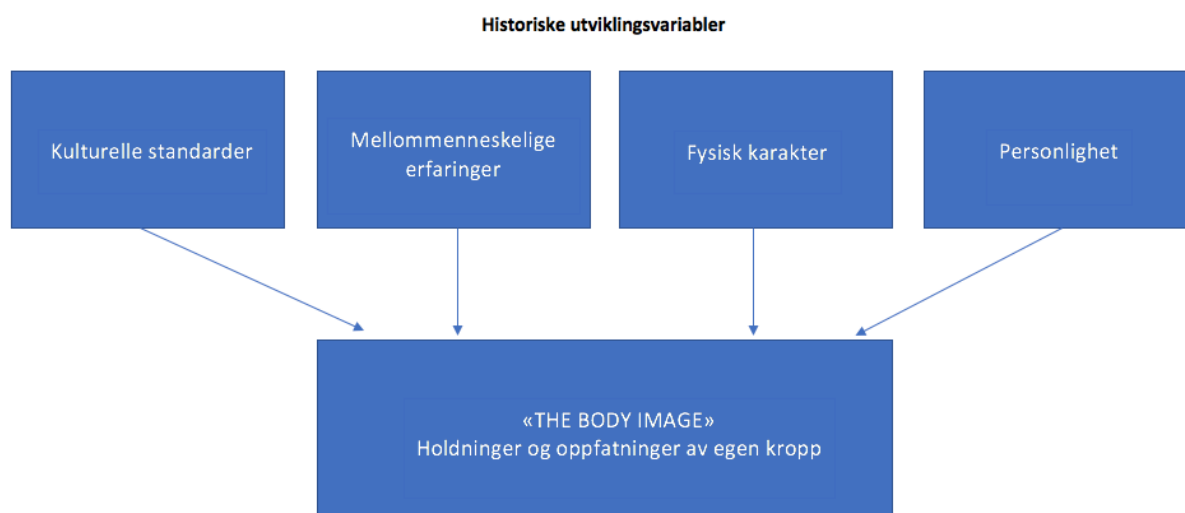 Historiske utviklingsvariabler
Kulturelle standarder
Mellommenneskelige
erfaringer
Fysisk karakter
Personlighet
«THE BODY IMAGE»
Holdninger og oppfatninger av egen kropp